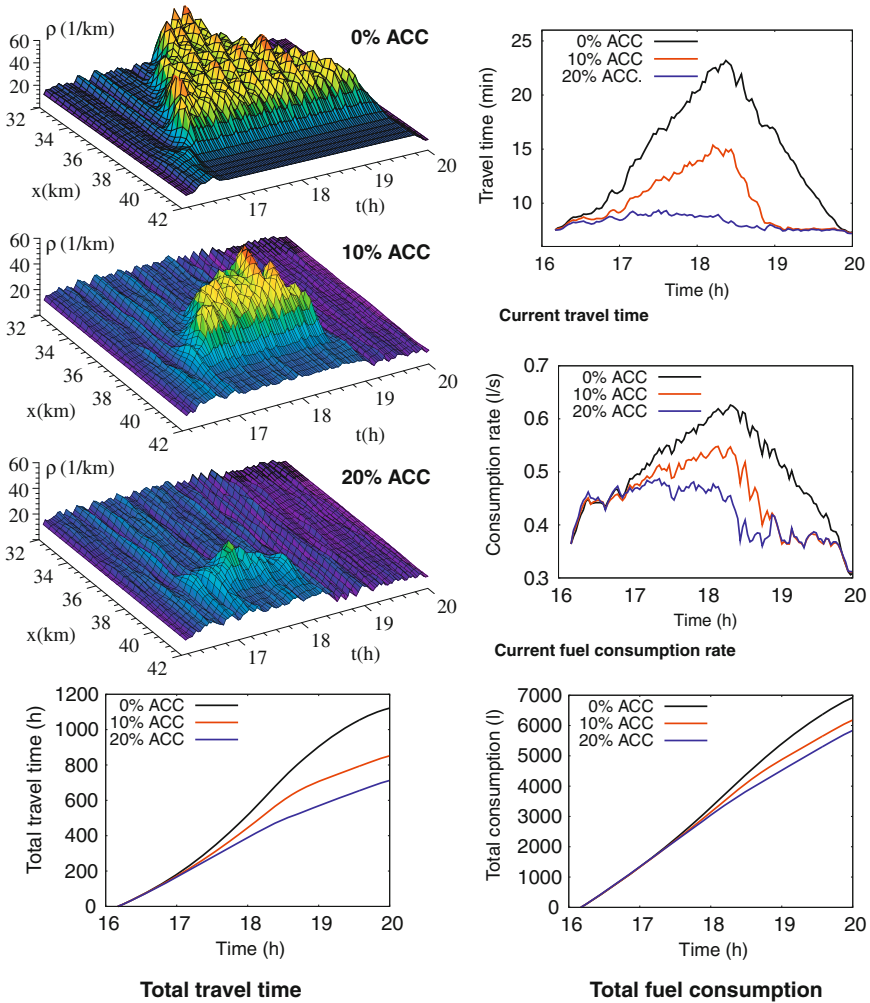 ρ (1/km)
0% ACC
60
40
20
32
34
36
38
40
42
x(km)
17
18
19
20
t(h)
ρ (1/km)
10% ACC
60
40
20
32
34
36
38
40
42
x(km)
17
18
19
20
t(h)
ρ (1/km)
20% ACC
60
40
20
32
34
36
38
40
42
x(km)
17
18
19
20
t(h)
0% ACC
10% ACC
20% ACC.
Travel time (min)
25
20
15
10
16 17 18 19 20
Time (h)
Current travel time
0% ACC
10% ACC
20% ACC
Consumption rate (l/s)
0.7
0.6
0.5
0.4
0.3
16 17 18 19 20
Time (h)
Current fuel consumption rate
0% ACC
10% ACC
20% ACC
Total travel time (h)
1200
1000
800
600
400
200
0
16 17 18 19 20
Time (h)
Total travel time
0% ACC
10% ACC
20% ACC
Total consumption (l)
7000
6000
5000
4000
3000
2000
1000
0
16 17 18 19 20
Time (h)
Total fuel consumption